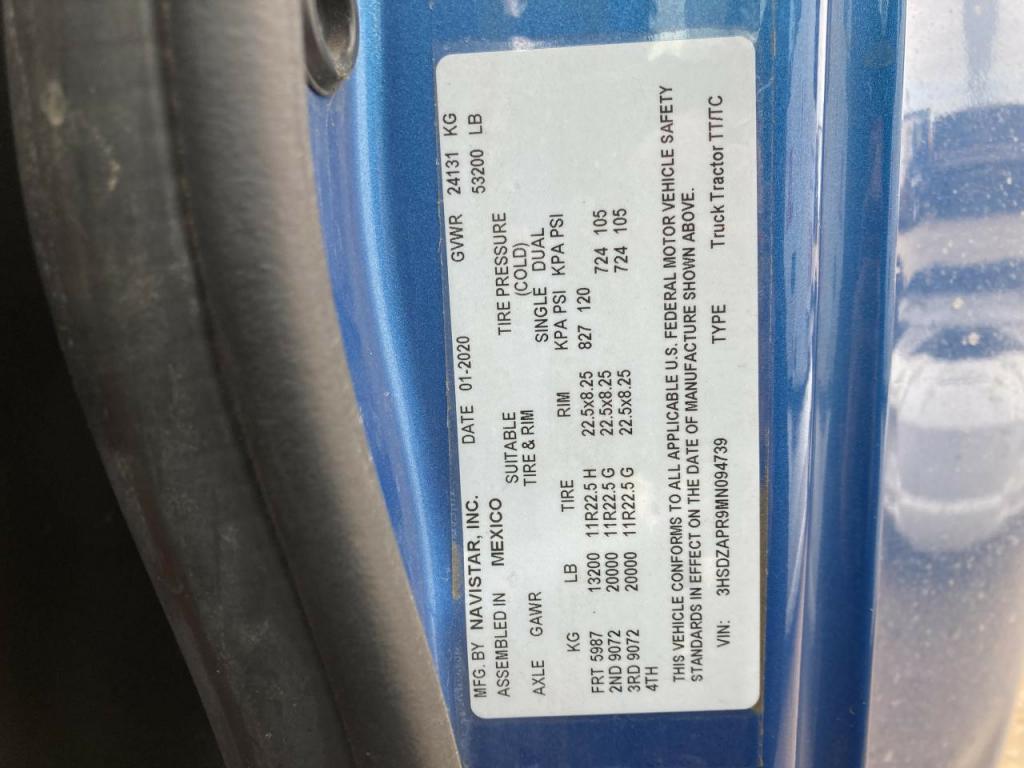 MFG. BY NAVISTAR, INC. DATE 01-2020 GVWR 24131 KG
ASSEMBLED IN MEXICO 53200 LB
SUITABLE TIRE PRESSURE
AXLE GAWR TIRE & RIM (COLD)
SINGLE DUAL
KG LB TIRE RIM KPA PSI KPA PSI
FRT 5987 13200 11R22.5 H 22.5x8.25 827 120
2ND 9072 20000 11R22.5 G 22.5x8.25 724 105
3RD 9072 20000 11R22.5 G 22.5x8.25 724 105
4TH
THIS VEHICLE CONFORMS TO ALL APPLICABLE U.S. FEDERAL MOTOR VEHICLE SAFETY
STANDARDS IN EFFECT ON THE DATE OF MANUFACTURE SHOWN ABOVE.
VIN: 3HSDZAPR9MN094739 TYPE Truck Tractor TT/TC